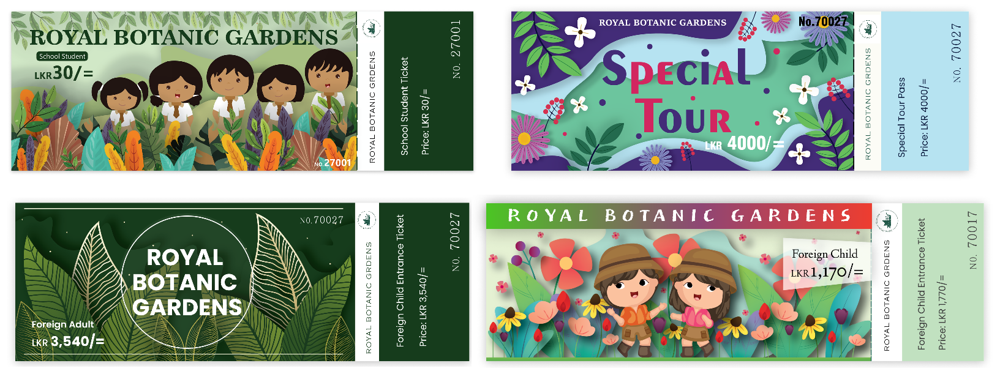 ROYAL BOTANIC GARDENS
School Student
LKR30/=
No.27001
ROYAL BOTANIC GRDENS
School Student Ticket
Price: LKR 30/=
NO. 27001
ROYAL BOTANIC GARDENS
No.70027
Special
Tour
LKR 4000/=
ROYAL BOTANIC GRDENS
Special Tour Pass
Price: LKR 4000/=
NO. 70027
NO.70027
ROYAL
BOTANIC
GARDENS
Foreign Adult
LKR 3,540/=
ROYAL BOTANIC GRDENS
Foreign Child Entrance Ticket
Price: LKR 3,540/=
NO. 70027
ROYAL BOTANIC GARDENS
Foreign Child
LKR1,170/=
ROYAL BOTANIC GRDENS
Foreign Child Entrance Ticket
Price: LKR 1,770/=
NO. 70017